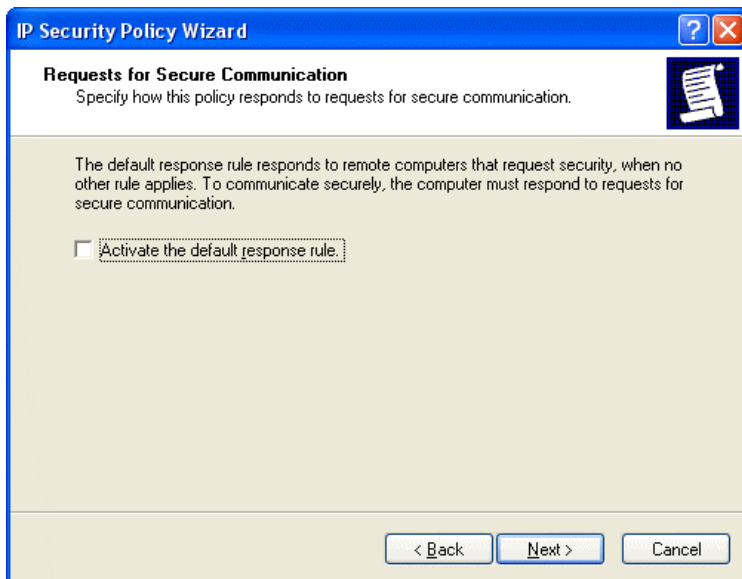 IP Security Policy Wizard
?
Requests for Secure Communication
Specify how this policy responds to requests for secure communication.
The default response rule responds to remote computers that request security, when no
other rule applies. To communicate securely, the computer must respond to requests for
secure communication.
Activate the default response rule.
< Back
Next >
Cancel